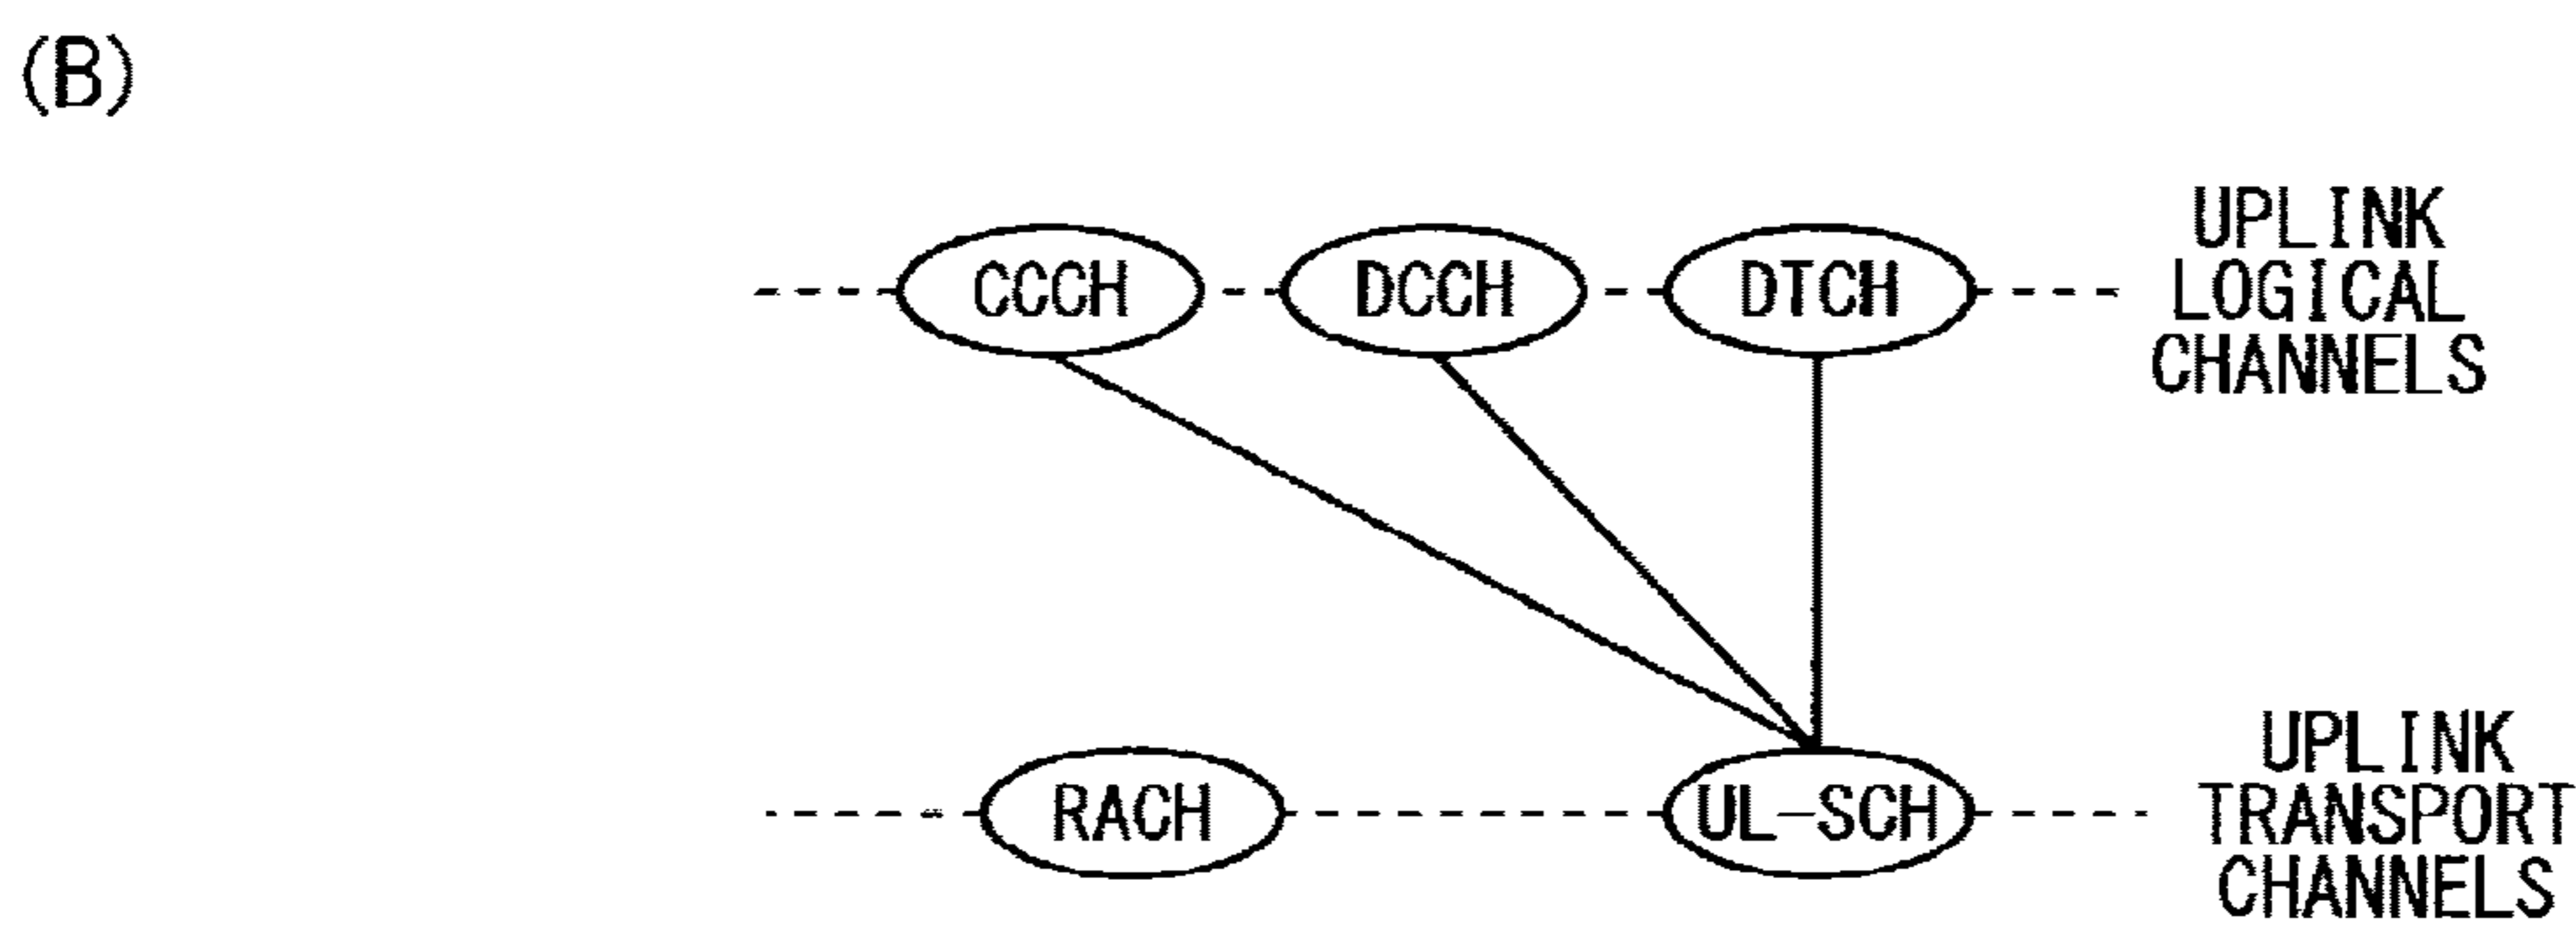 (B)
CCCH DCCH DTCH
UPLINK
LOGICAL
CHANNELS
RACH UL-SCH
UPLINK
TRANSPORT
CHANNELS